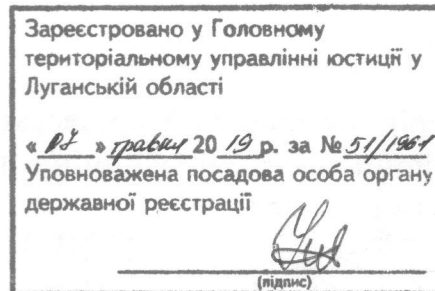 Зареєстровано у Головному
територіальному управлінні юстиції у
Луганській області
« 07 » травня 20 19 р. за № 51/1961
Уповноважена посадова особа органу
державної реєстрації
(підпис)